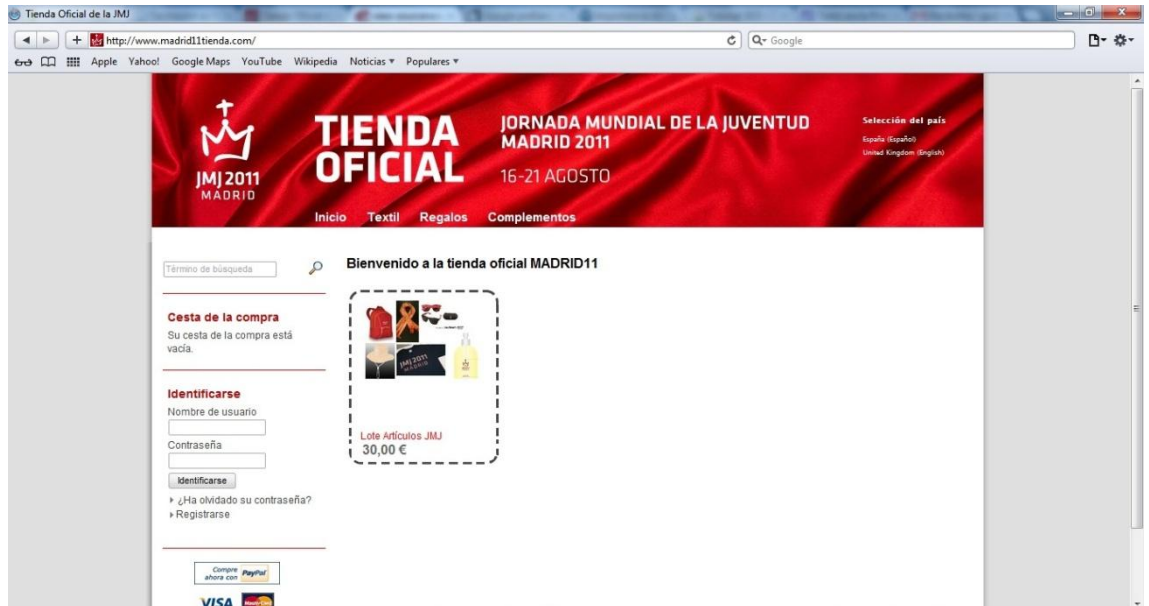 Tienda Oficial de la JMJ
http://www.madrid11tienda.com/
Google
Apple Yahoo! Google Maps YouTube Wikipedia Noticias Populares
JMJ 2011
MADRID
TIENDA
OFICIAL
JORNADA MUNDIAL DE LA JUVENTUD
MADRID 2011
16-21 AGOSTO
Selección del país
España (Español)
United Kingdom (English)
Inicio Textil Regalos Complementos
Término de búsqueda
Bienvenido a la tienda oficial MADRID11
Cesta de la compra
Su cesta de la compra está
vacía.
JMJ 2011
MADRID
Lote Artículos JMJ
30,00 €
Identificarse
Nombre de usuario
Contraseña
Identificarse
¿Ha olvidado su contraseña?
Registrarse
Compre
ahora con PayPal
VISA MasterCard